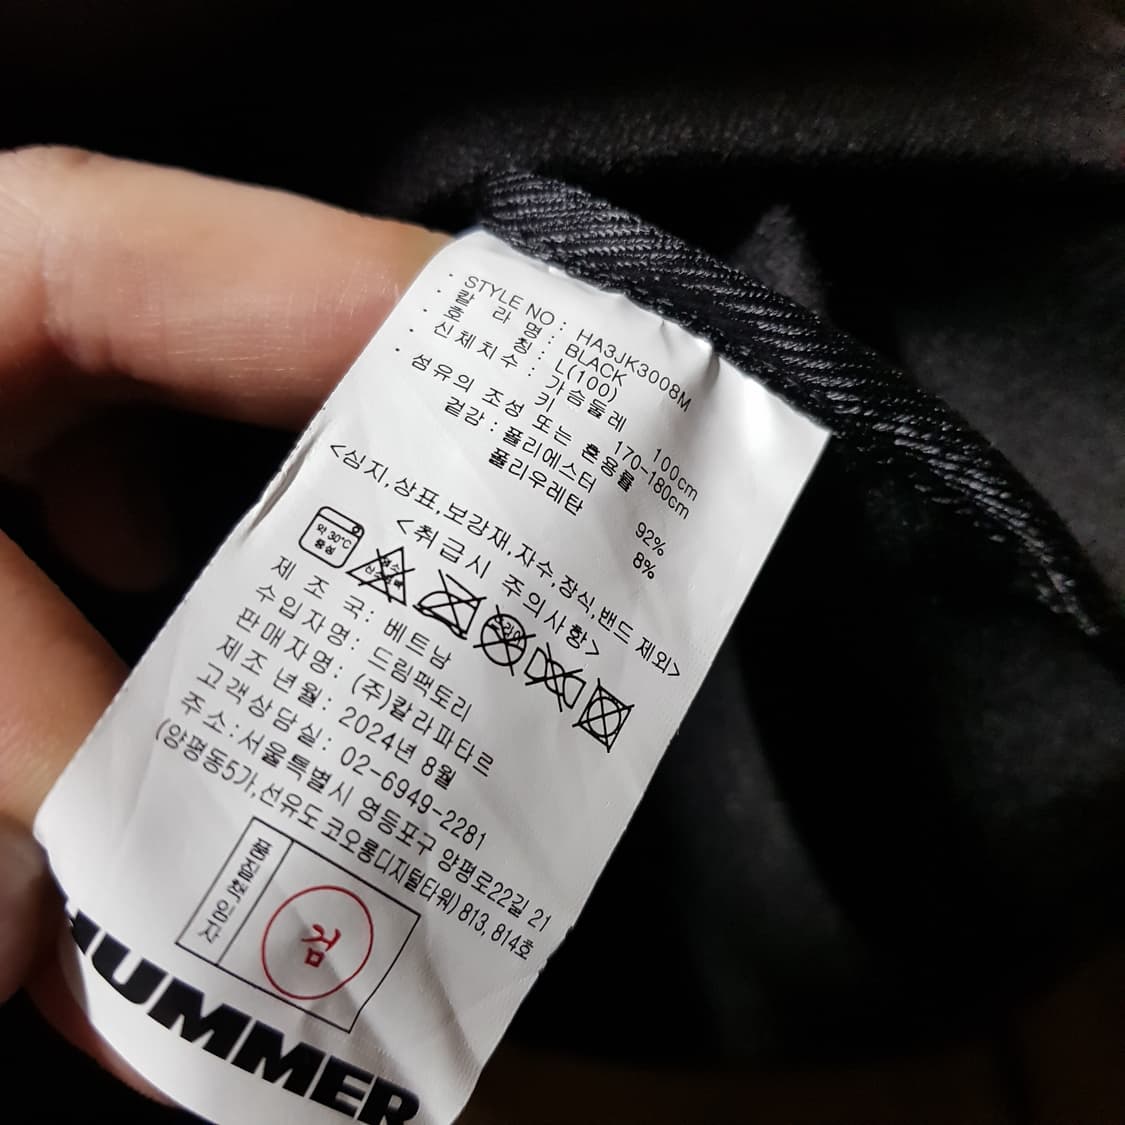 · STYLE NO : HA3JK3008M
· 칼 라 명 : BLACK
· 호 칭 : L(100)
· 신체치수 : 가슴둘레 100cm
키 170-180cm
· 섬유의 조성 또는 혼용률
겉감 : 폴리에스터 92%
폴리우레탄 8%
<심지,상표,보강재,자수,장식,밴드 제외>
<취급시 주의사항>
약 30℃
중성
제 조 국: 베트남
수입자명: 드림팩토리
판매자명: (주)칼라파타르
제조년월: 2024년 8월
고객상담실: 02-6949-2281
주소:서울특별시 영등포구 양평로22길 21
(양평동5가,선유도코오롱디지털타워)813,814호
품질책임자
검
HUMMER